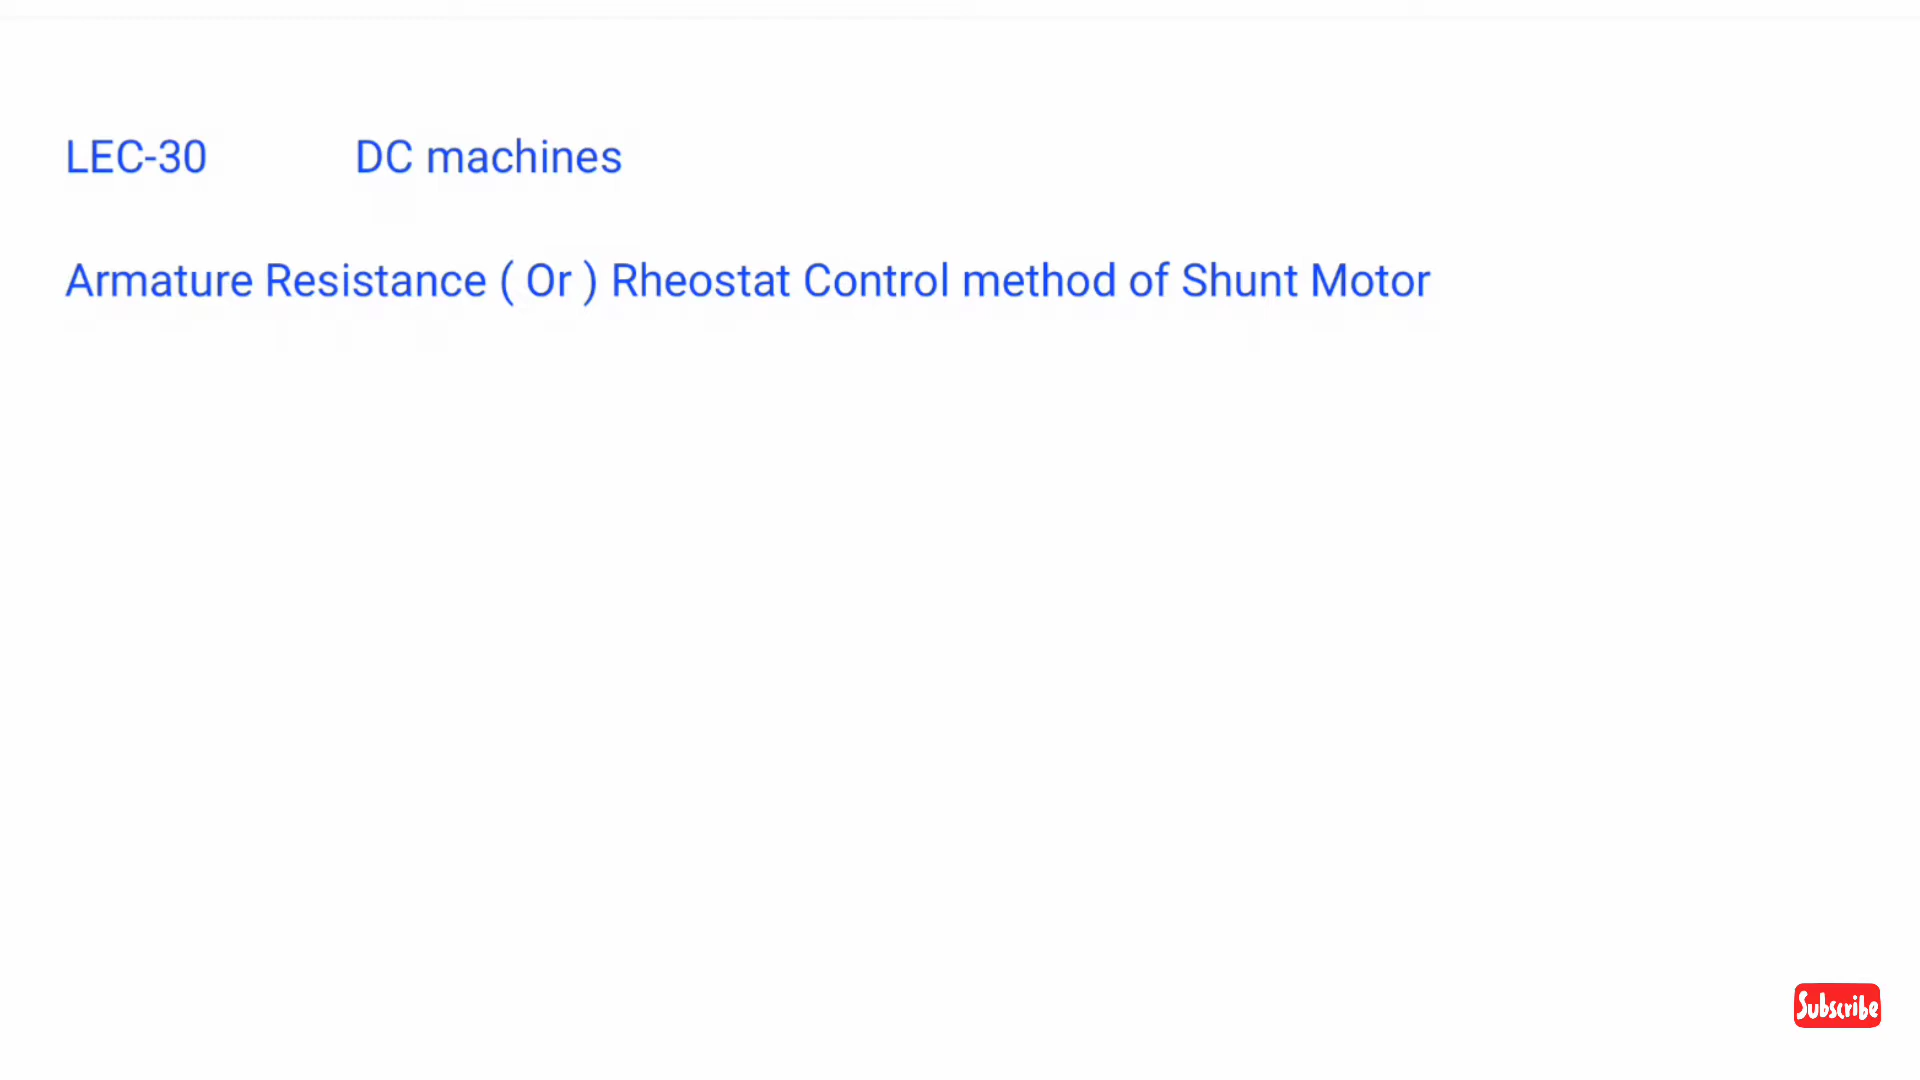 LEC-30 DC machines
Armature Resistance ( Or ) Rheostat Control method of Shunt Motor
Subscribe